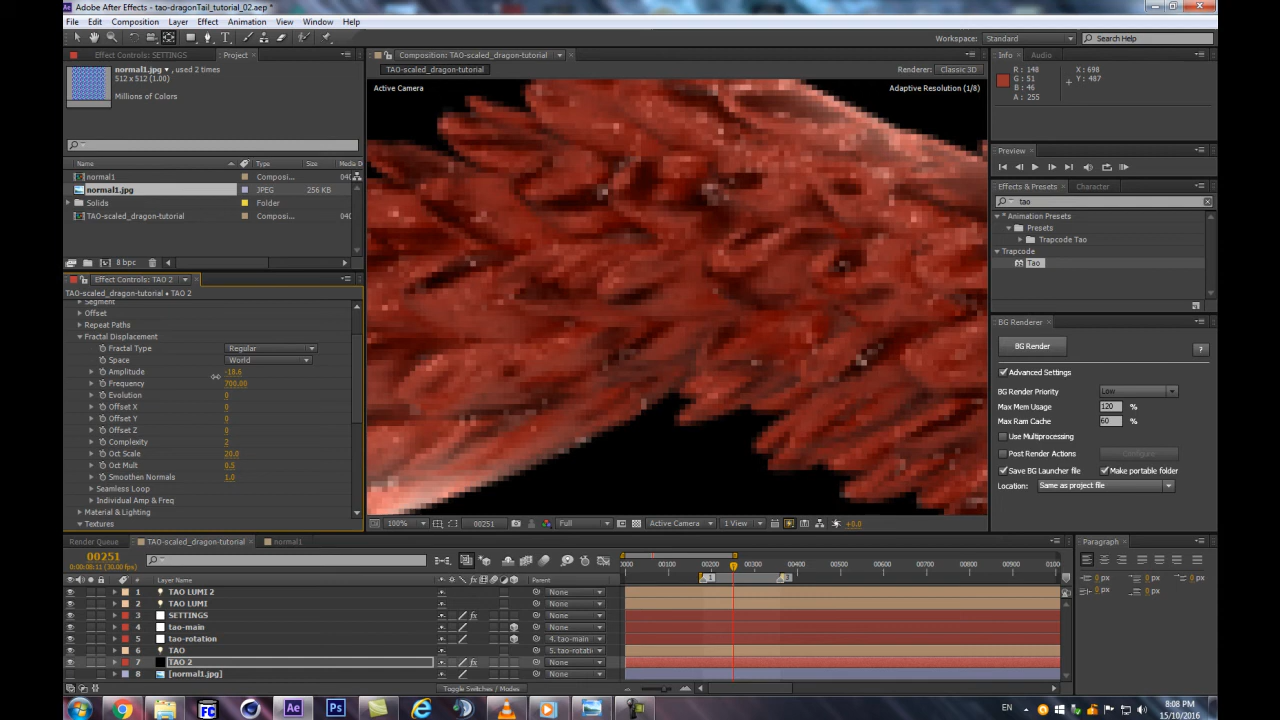 Adobe After Effects - tao-dragonTail_tutorial_02.aep *
File Edit Composition Layer Effect Animation View Window Help
Workspace: Standard Search Help
Effect Controls: SETTINGS Project
normal1.jpg , used 2 times
512 x 512 (1.00)
Millions of Colors
Name Type Size Media D
normal1 Composi... 04(
normal1.jpg JPEG 256 KB
Solids Folder
TAO-scaled_dragon-tutorial Composi... 04(
8 bpc
Effect Controls: TAO 2
TAO-scaled_dragon-tutorial • TAO 2
Segment
Offset
Repeat Paths
Fractal Displacement
Fractal Type Regular
Space World
Amplitude -18.6
Frequency 700.00
Evolution 0
Offset X 0
Offset Y 0
Offset Z 0
Complexity 2
Oct Scale 20.0
Oct Mult 0.5
Smoothen Normals 1.0
Seamless Loop
Individual Amp & Freq
Material & Lighting
Textures
Composition: TAO-scaled_dragon-tutorial
TAO-scaled_dragon-tutorial
Renderer: Classic 3D
Active Camera Adaptive Resolution (1/8)
100% 00251 Full Active Camera 1 View +0.0
Info Audio
R : 148 X : 698
G : 51 Y : 487
B : 46
A : 255
Preview
Effects & Presets Character
tao
* Animation Presets
Presets
Trapcode Tao
Trapcode
Tao
BG Renderer
BG Render ?
Advanced Settings
BG Render Priority Low
Max Mem Usage 120 %
Max Ram Cache 60 %
Use Multiprocessing
Post Render Actions
Save BG Launcher file Make portable folder
Location: Same as project file
Render Queue TAO-scaled_dragon-tutorial normal1
00251
0:00:08:11 (30.00 fps)
0000 00100 00200 00300 00400 00500 00600 00700 00800 00900 0100
# Layer Name Parent
1 TAO LUMI 2 None
2 TAO LUMI None
3 SETTINGS None
4 tao-main None
5 tao-rotation 4. tao-main
6 TAO 5. tao-rotati
7 TAO 2 None
8 [normal1.jpg] None
Toggle Switches / Modes
Paragraph
0 px 0 px
0 px 0 px
0 px
EN 8:08 PM
15/10/2016